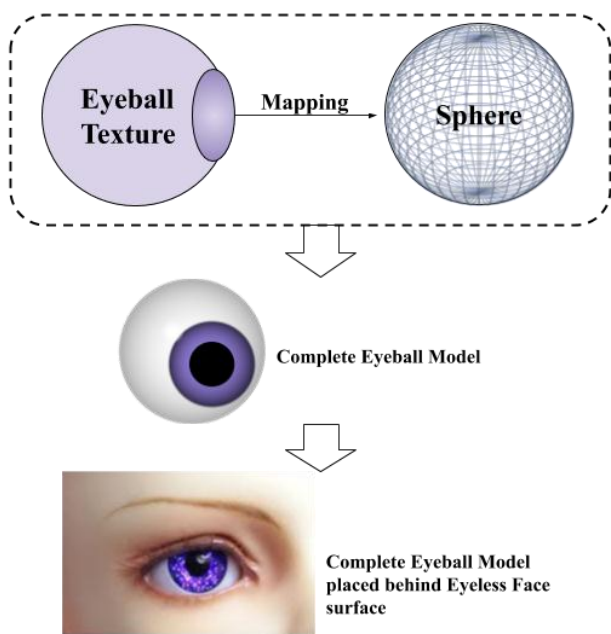 Eyeball
Texture
Mapping
Sphere
Complete Eyeball Model
Complete Eyeball Model
placed behind Eyeless Face
surface